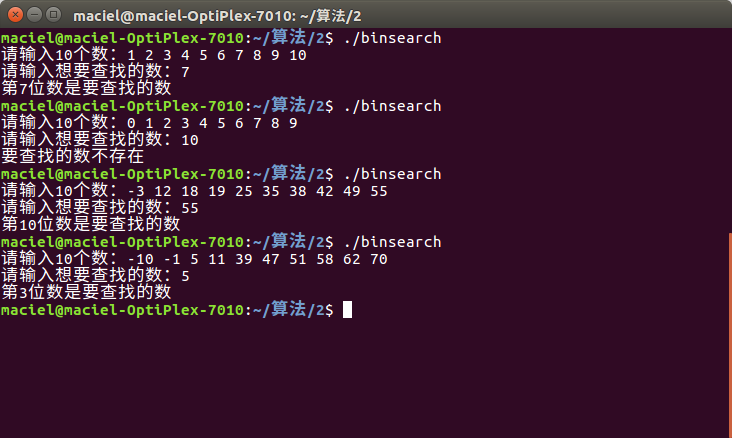 maciel@maciel-OptiPlex-7010: ~/算法/2
maciel@maciel-OptiPlex-7010:~/算法/2$ ./binsearch
请输入10个数：1 2 3 4 5 6 7 8 9 10
请输入想要查找的数：7
第7位数是要查找的数
maciel@maciel-OptiPlex-7010:~/算法/2$ ./binsearch
请输入10个数：0 1 2 3 4 5 6 7 8 9
请输入想要查找的数：10
要查找的数不存在
maciel@maciel-OptiPlex-7010:~/算法/2$ ./binsearch
请输入10个数：-3 12 18 19 25 35 38 42 49 55
请输入想要查找的数：55
第10位数是要查找的数
maciel@maciel-OptiPlex-7010:~/算法/2$ ./binsearch
请输入10个数：-10 -1 5 11 39 47 51 58 62 70
请输入想要查找的数：5
第3位数是要查找的数
maciel@maciel-OptiPlex-7010:~/算法/2$